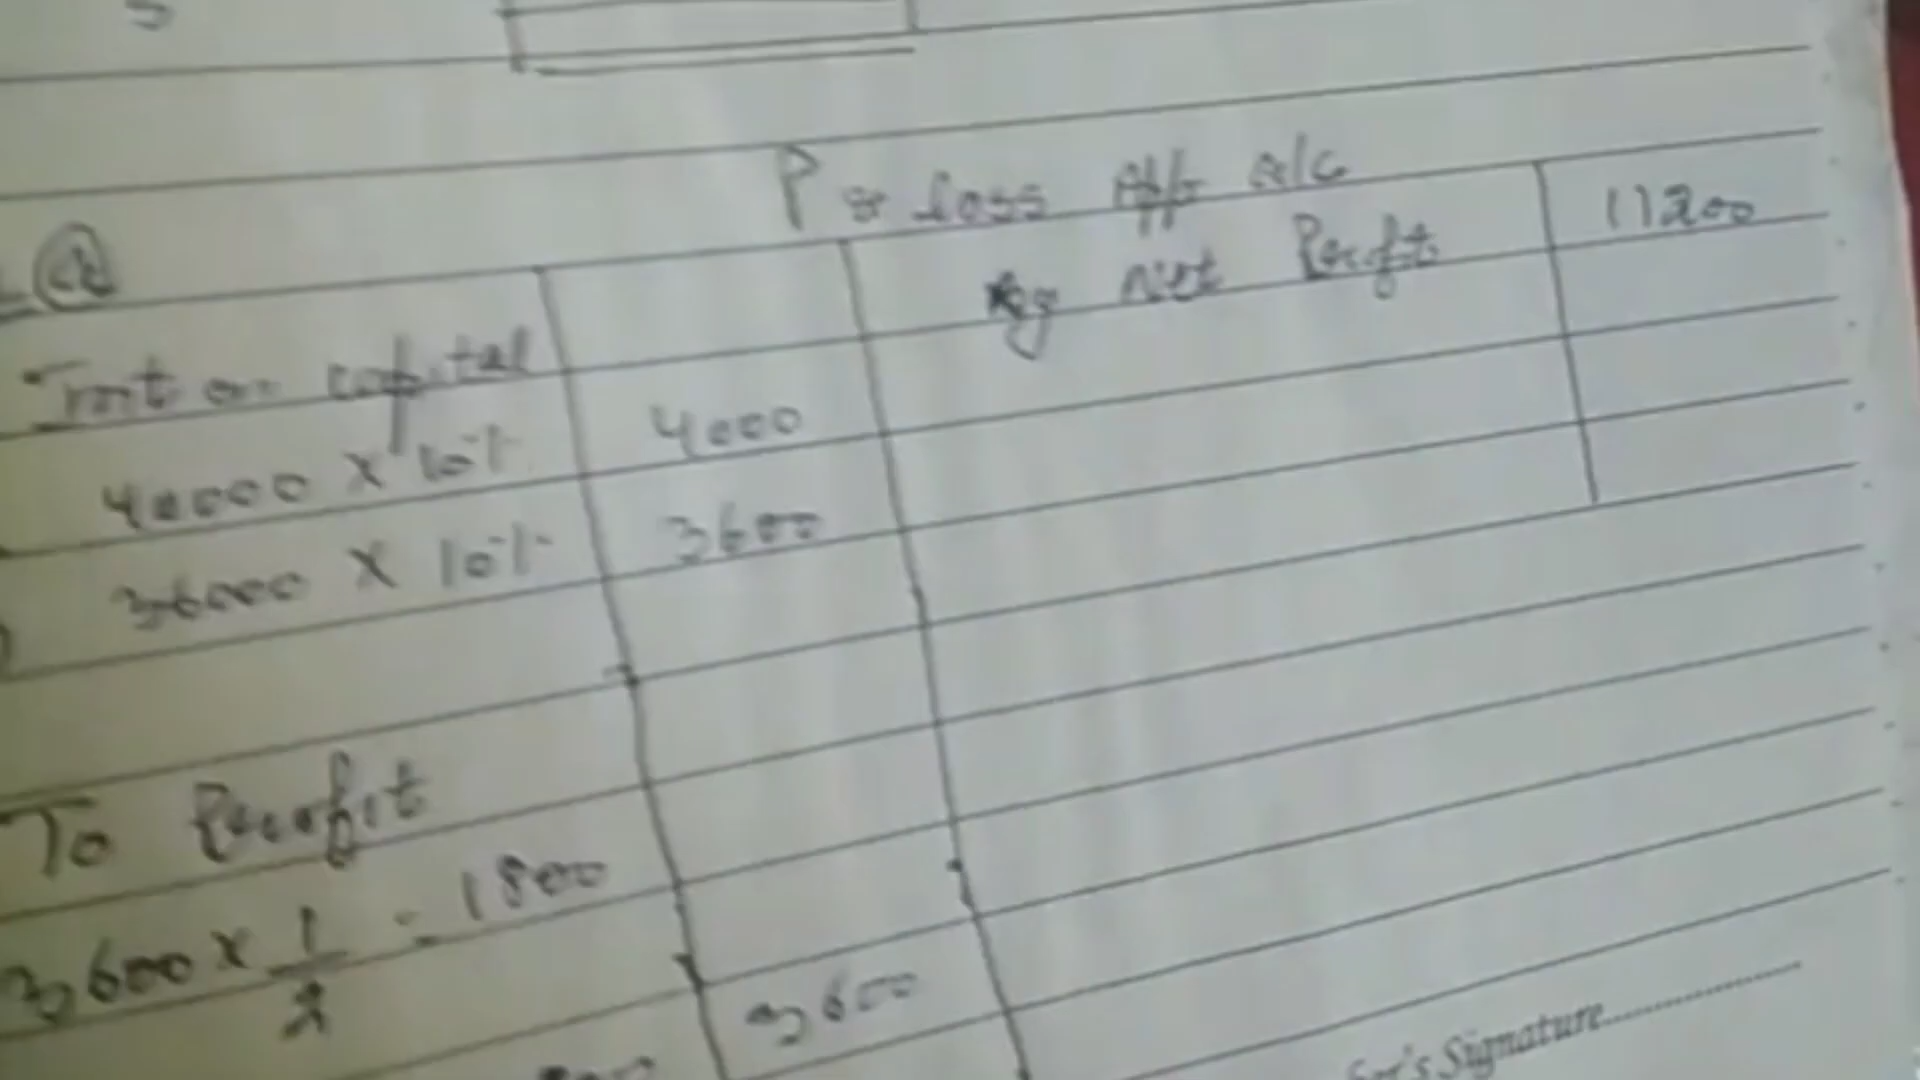 P & loss App a/c
Int on capital
By Net Profit 11200
40000 x 10% 4000
36000 x 10% 3600
To Profit
3600 x 1/2 = 1800
3600
Signature